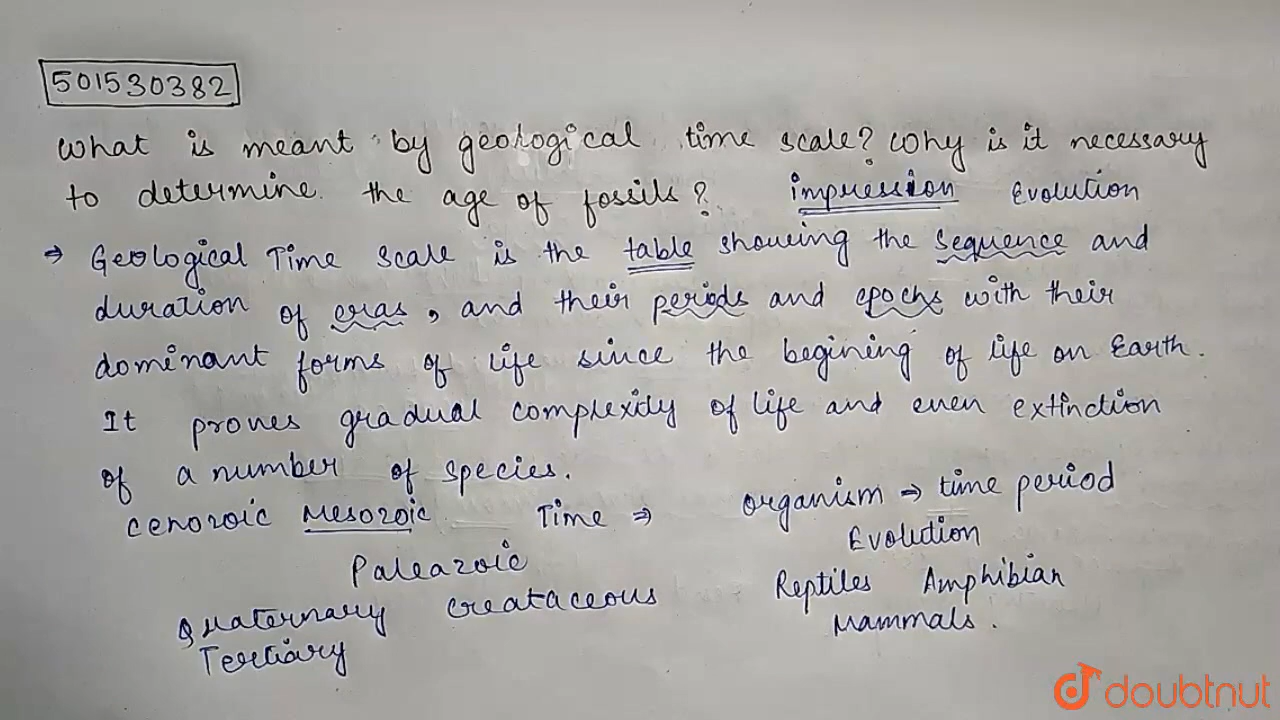 501530382
What is meant by geological time scale? Why is it necessary
to determine the age of fossils? impression Evolution
⇒ Geological Time Scale is the table showing the sequence and
duration of eras, and their periods and epochs with their
dominant forms of life since the begining of life on Earth.
It proves gradual complexity of life and even extinction
of a number of species.
Cenozoic Mesozoic Time ⇒ organism ⇒ time period
Evolution
Paleazoic
Quaternary Creataceous Reptiles Amphibian
Mammals.
Tertiary
doubtnut